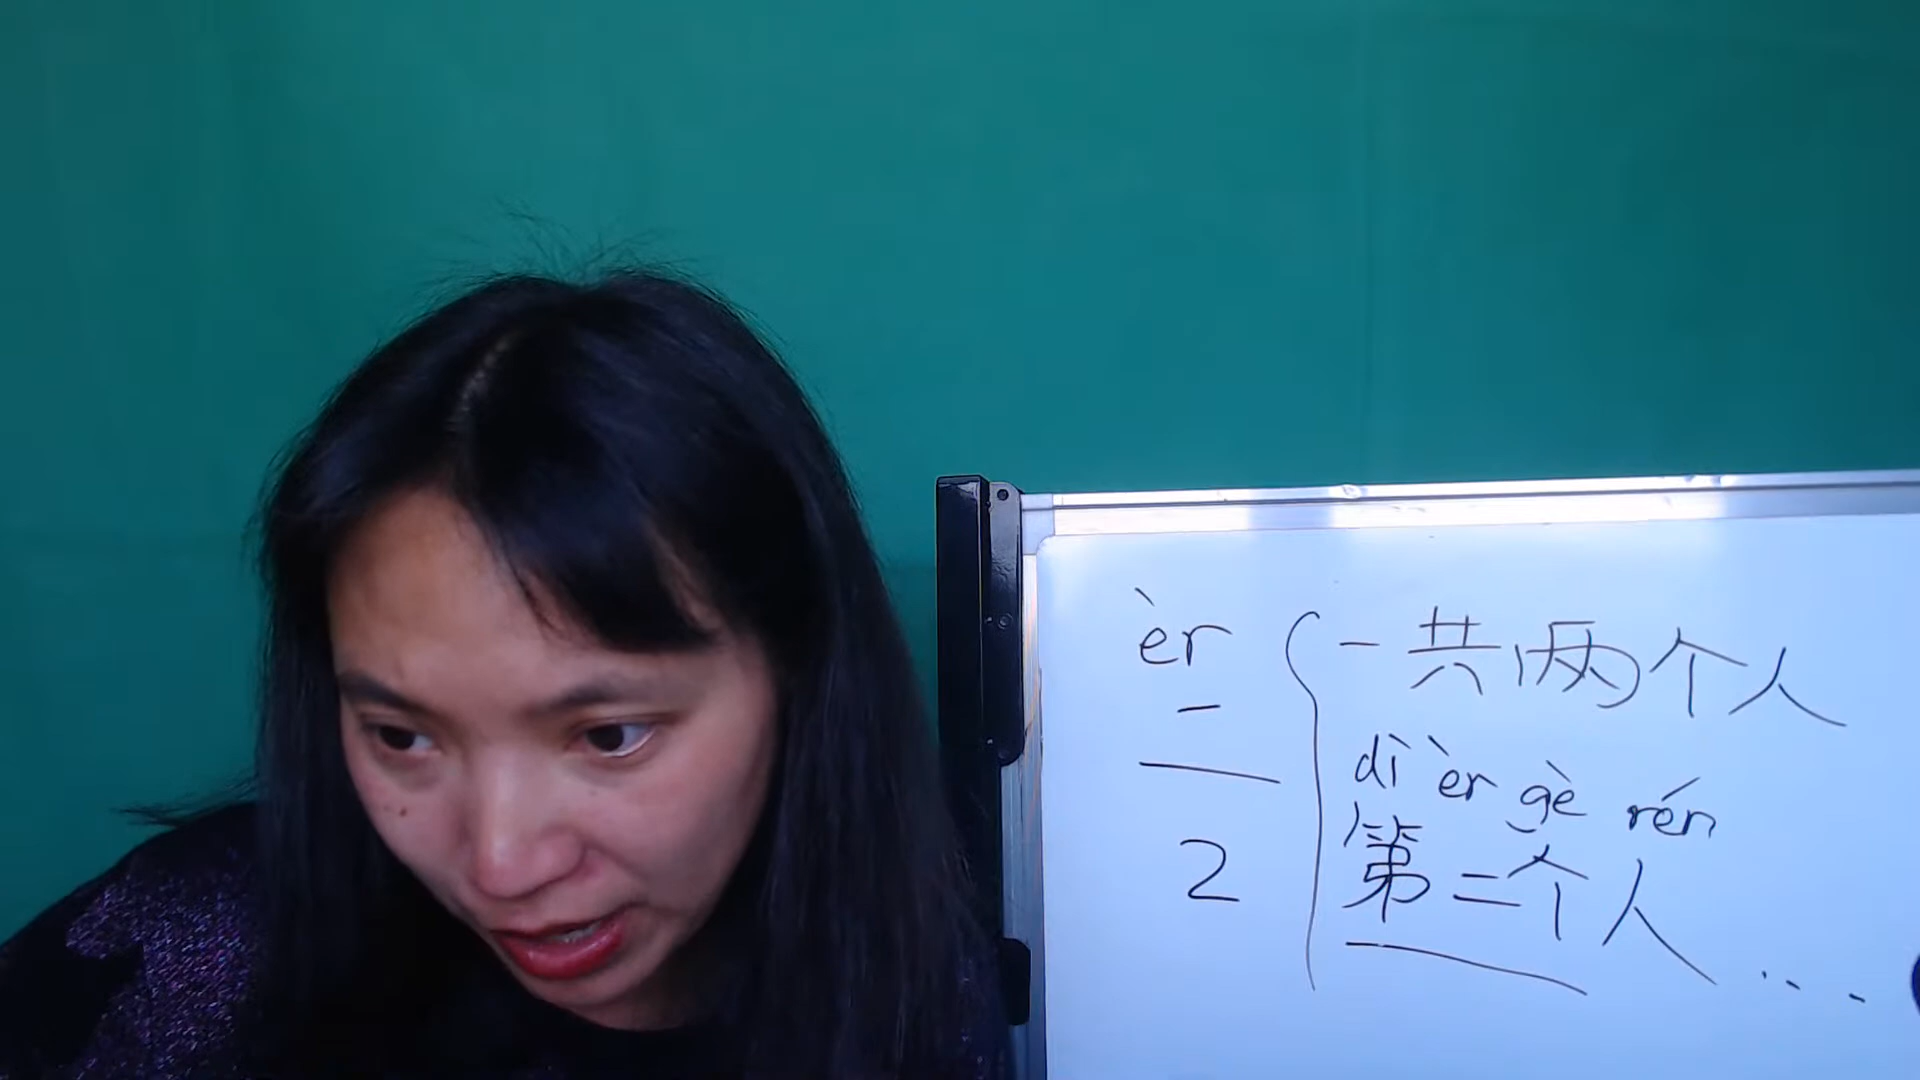 èr
二
2
一共两个人
dì èr gè rén
第二个人...